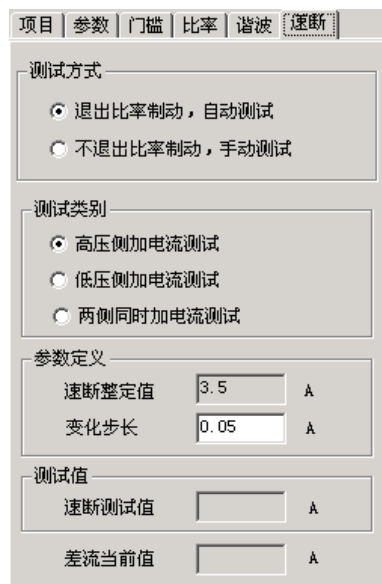 项目 参数 门槛 比率 谐波 速断
测试方式
退出比率制动，自动测试
不退出比率制动，手动测试
测试类别
高压侧加电流测试
低压侧加电流测试
两侧同时加电流测试
参数定义
速断整定值 3.5 A
变化步长 0.05 A
测试值
速断测试值 A
差流当前值 A